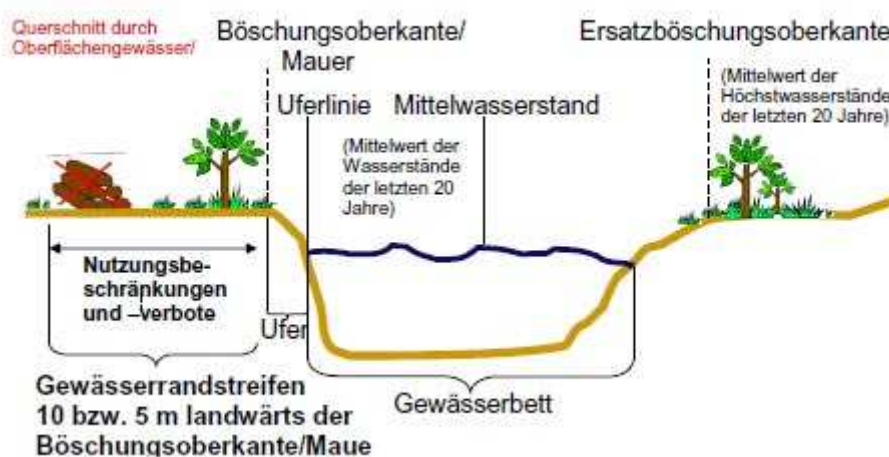 Querschnitt durch
Oberflächengewässer/
Böschungsoberkante/
Mauer
Ersatzböschungsoberkante
(Mittelwert der
Höchstwasserstände
der letzten 20 Jahre)
Uferlinie
Mittelwasserstand
(Mittelwert der
Wasserstände
der letzten 20
Jahre)
Nutzungsbe-
schränkungen
und –verbote
Ufer
Gewässerrandstreifen
10 bzw. 5 m landwärts der
Böschungsoberkante/Maue
Gewässerbett